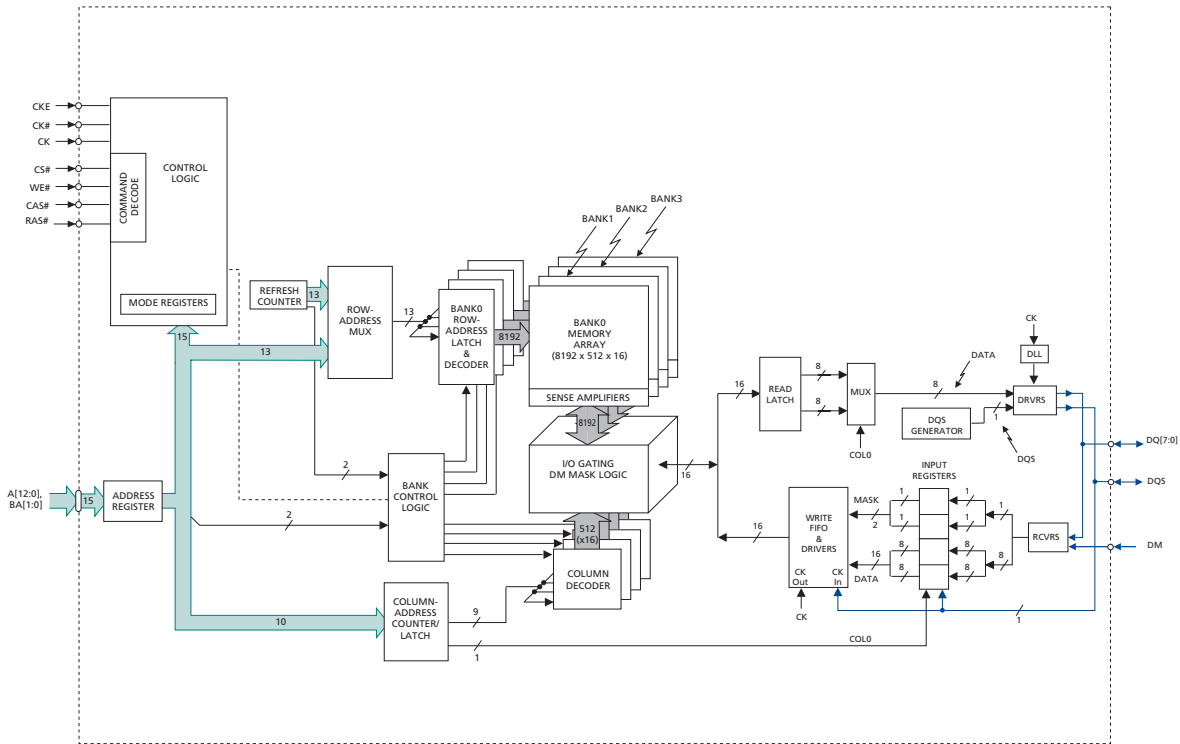 CKE
CK#
CK
CS#
WE#
CAS#
RAS#
COMMAND
DECODE
CONTROL
LOGIC
MODE REGISTERS
15
REFRESH
COUNTER
13
13
ROW-
ADDRESS
MUX
13
BANK0
ROW-
ADDRESS
LATCH
&
DECODER
8192
BANK1
BANK2
BANK3
BANK0
MEMORY
ARRAY
(8192 x 512 x 16)
SENSE AMPLIFIERS
8192
I/O GATING
DM MASK LOGIC
16
A[12:0],
BA[1:0]
15
ADDRESS
REGISTER
2
2
BANK
CONTROL
LOGIC
512
(x16)
COLUMN
DECODER
10
COLUMN-
ADDRESS
COUNTER/
LATCH
9
1
COL0
16
READ
LATCH
8
8
MUX
COL0
8
DATA
CK
DLL
DRVRS
DQS
GENERATOR
1
DQS
DQ[7:0]
DQS
DM
INPUT
REGISTERS
16
WRITE
FIFO
&
DRIVERS
CK
Out
CK
In
CK
MASK
2
16
DATA
1
1
8
8
1
1
8
8
1
8
RCVRS
1